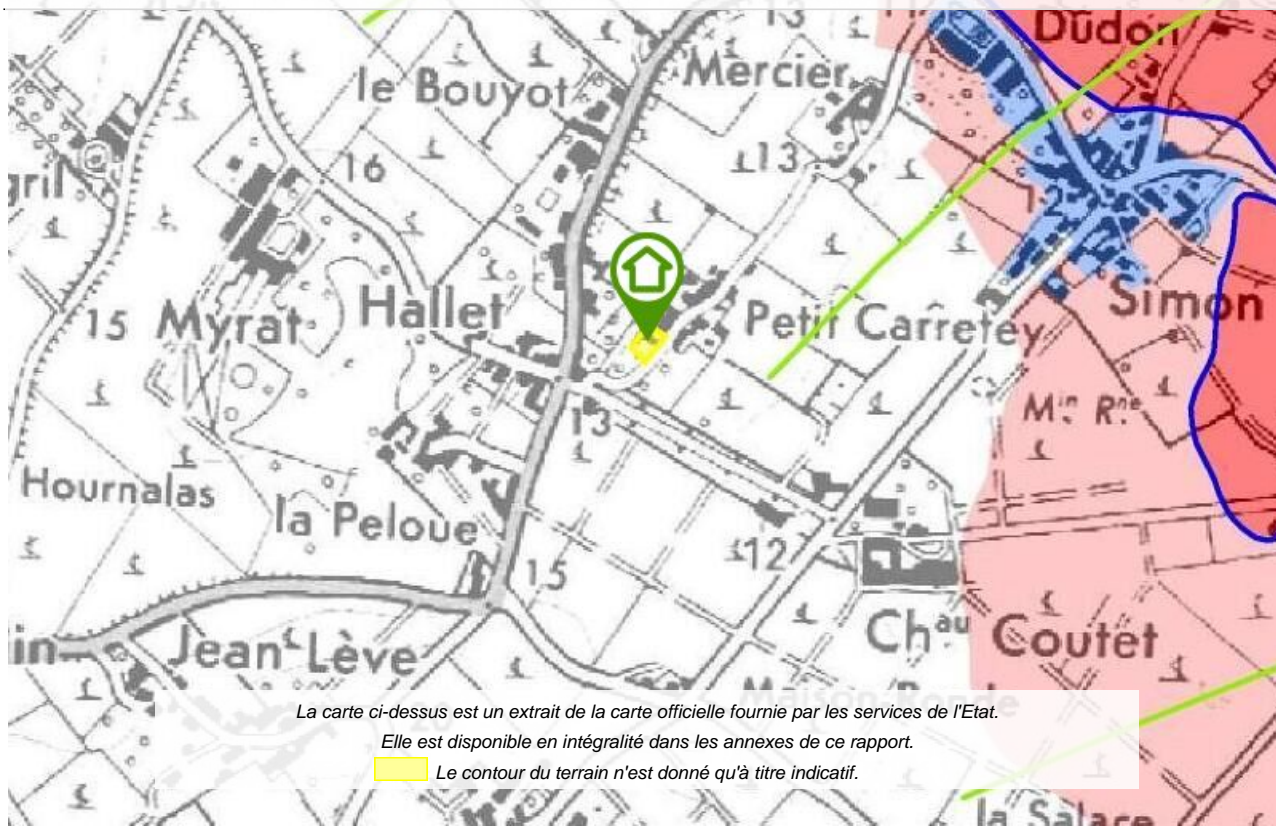 13
Dudon
le Bouyot
Mercier
13
16
gril
15
Myrat
Hallet
Petit Carretey
Simon
13
Mⁱⁿ Rⁿᵉ
Hournalas
la Peloue
12
15
Chᵃᵘ Coutet
in
Jean Lève
La carte ci-dessus est un extrait de la carte officielle fournie par les services de l'Etat.
Elle est disponible en intégralité dans les annexes de ce rapport.
Le contour du terrain n'est donné qu'à titre indicatif.
la Salace